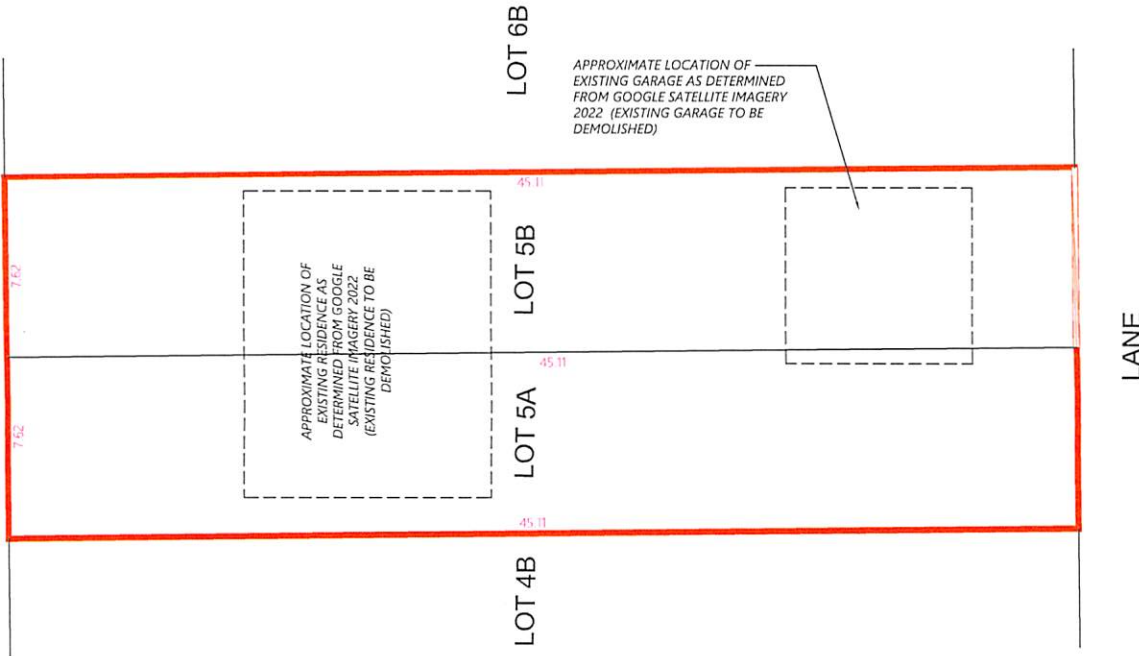 LOT 6B
APPROXIMATE LOCATION OF
EXISTING GARAGE AS DETERMINED
FROM GOOGLE SATELLITE IMAGERY
2022 (EXISTING GARAGE TO BE
DEMOLISHED)
45.11
7.62
LOT 5B
APPROXIMATE LOCATION OF
EXISTING RESIDENCE AS
DETERMINED FROM GOOGLE
SATELLITE IMAGERY 2022
(EXISTING RESIDENCE TO BE
DEMOLISHED)
45.11
LANE
7.62
LOT 5A
45.11
LOT 4B